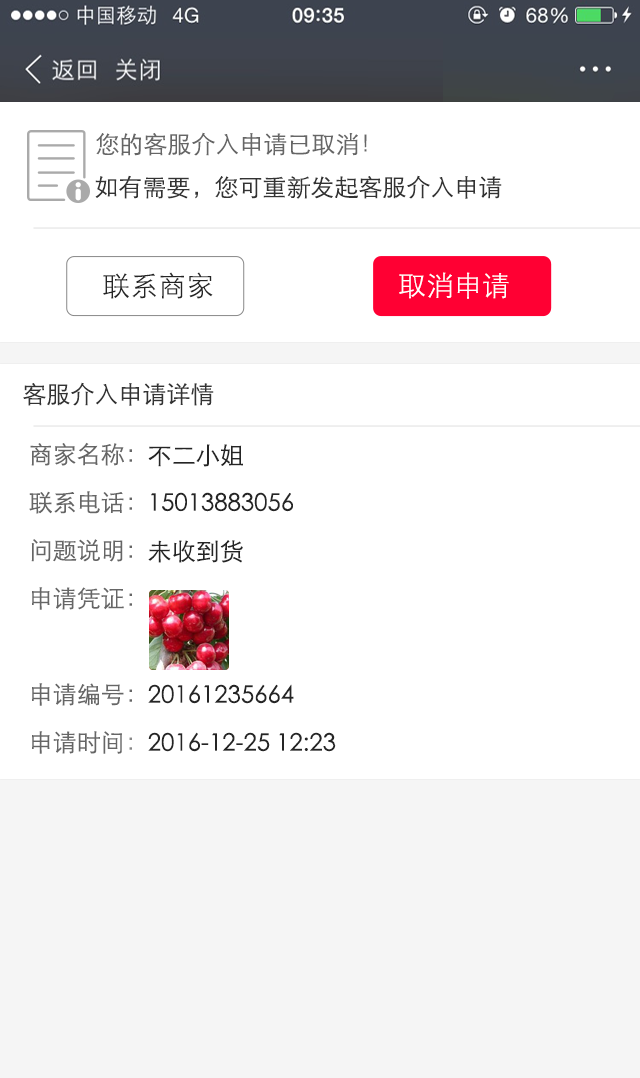 中国移动 4G 09:35 68%
返回 关闭
您的客服介入申请已取消!
如有需要，您可重新发起客服介入申请
联系商家 取消申请
客服介入申请详情
商家名称：不二小姐
联系电话：15013883056
问题说明：未收到货
申请凭证：
申请编号：20161235664
申请时间：2016-12-25 12:23